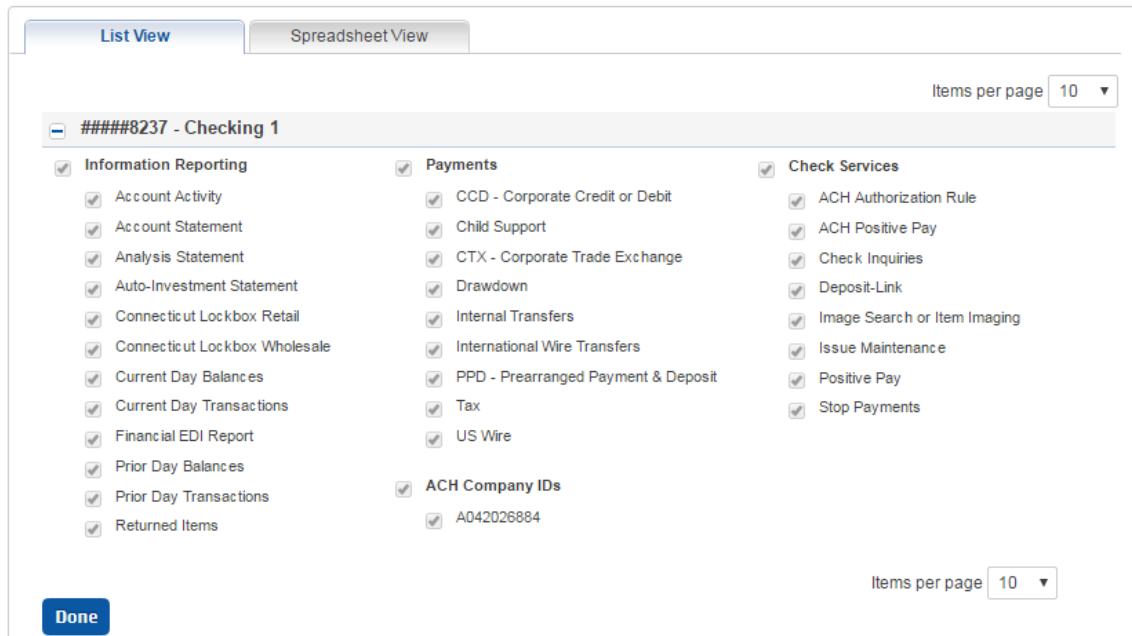 List View
Spreadsheet View
Items per page 10
#####8237 - Checking 1
Information Reporting
Account Activity
Account Statement
Analysis Statement
Auto-Investment Statement
Connecticut Lockbox Retail
Connecticut Lockbox Wholesale
Current Day Balances
Current Day Transactions
Financial EDI Report
Prior Day Balances
Prior Day Transactions
Returned Items
Payments
CCD - Corporate Credit or Debit
Child Support
CTX - Corporate Trade Exchange
Drawdown
Internal Transfers
International Wire Transfers
PPD - Prearranged Payment & Deposit
Tax
US Wire
ACH Company IDs
A042026884
Check Services
ACH Authorization Rule
ACH Positive Pay
Check Inquiries
Deposit-Link
Image Search or Item Imaging
Issue Maintenance
Positive Pay
Stop Payments
Items per page 10
Done